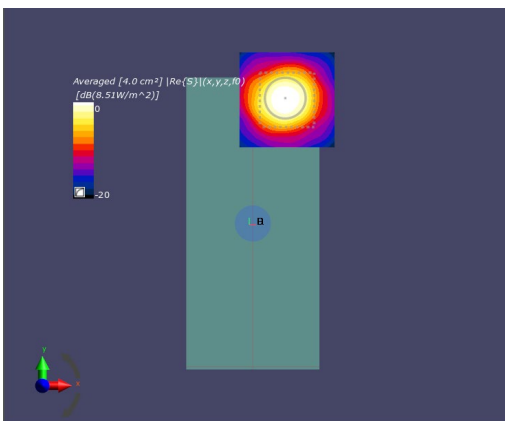 Averaged [4.0 cm²] |Re{S}|(x,y,z,f0)
[dB(8.51W/m^2)]
0
-20
y
x